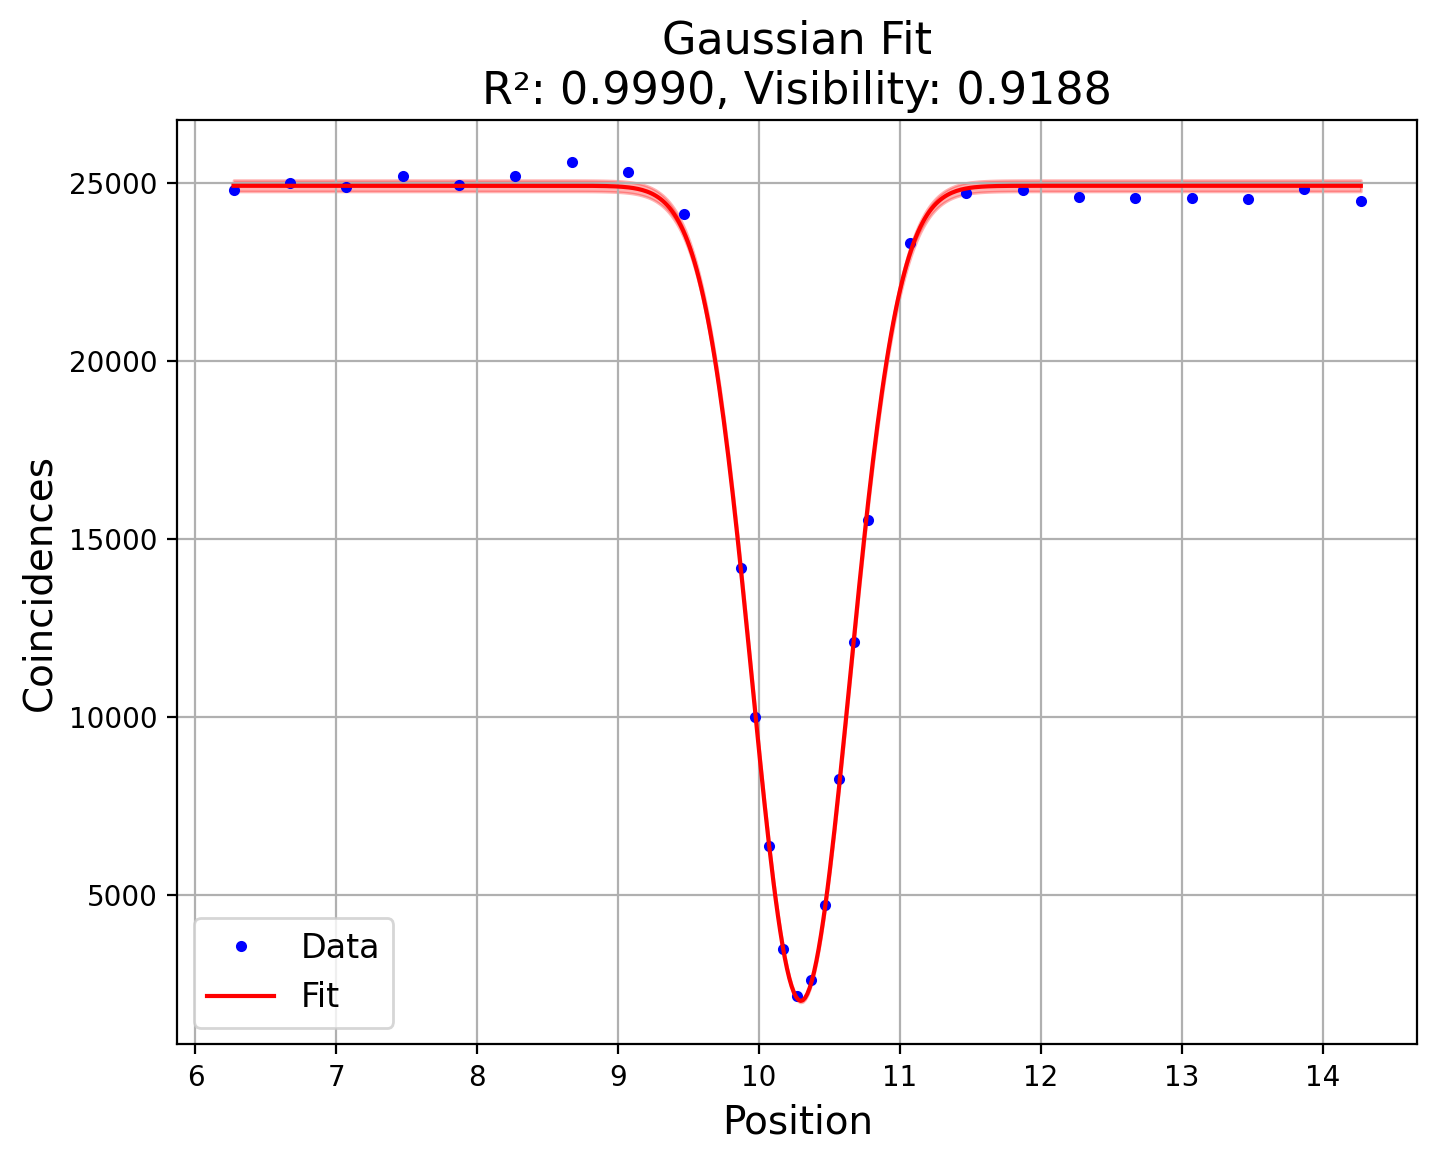 Gaussian Fit
R²: 0.9990, Visibility: 0.9188
25000
20000
15000
10000
5000
Coincidences
Data
Fit
6 7 8 9 10 11 12 13 14
Position